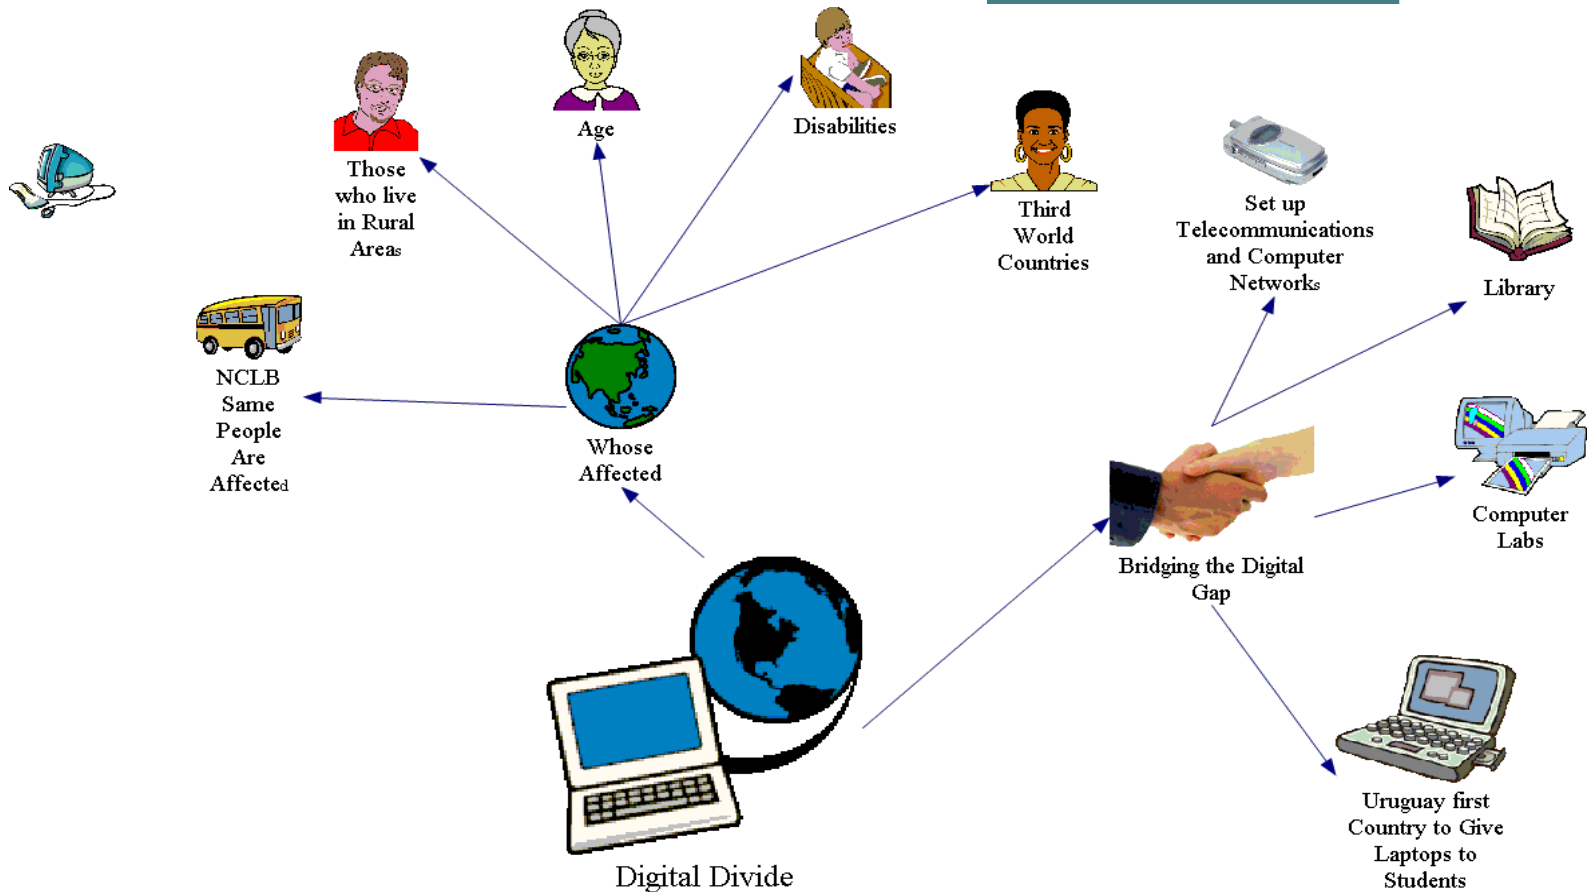 Age
Disabilities
Those
who live
in Rural
Areas
Third
World
Countries
Set up
Telecommunications
and Computer
Networks
Library
NCLB
Same
People
Are
Affected
Whose
Affected
Computer
Labs
Bridging the Digital
Gap
Uruguay first
Country to Give
Laptops to
Students
Digital Divide